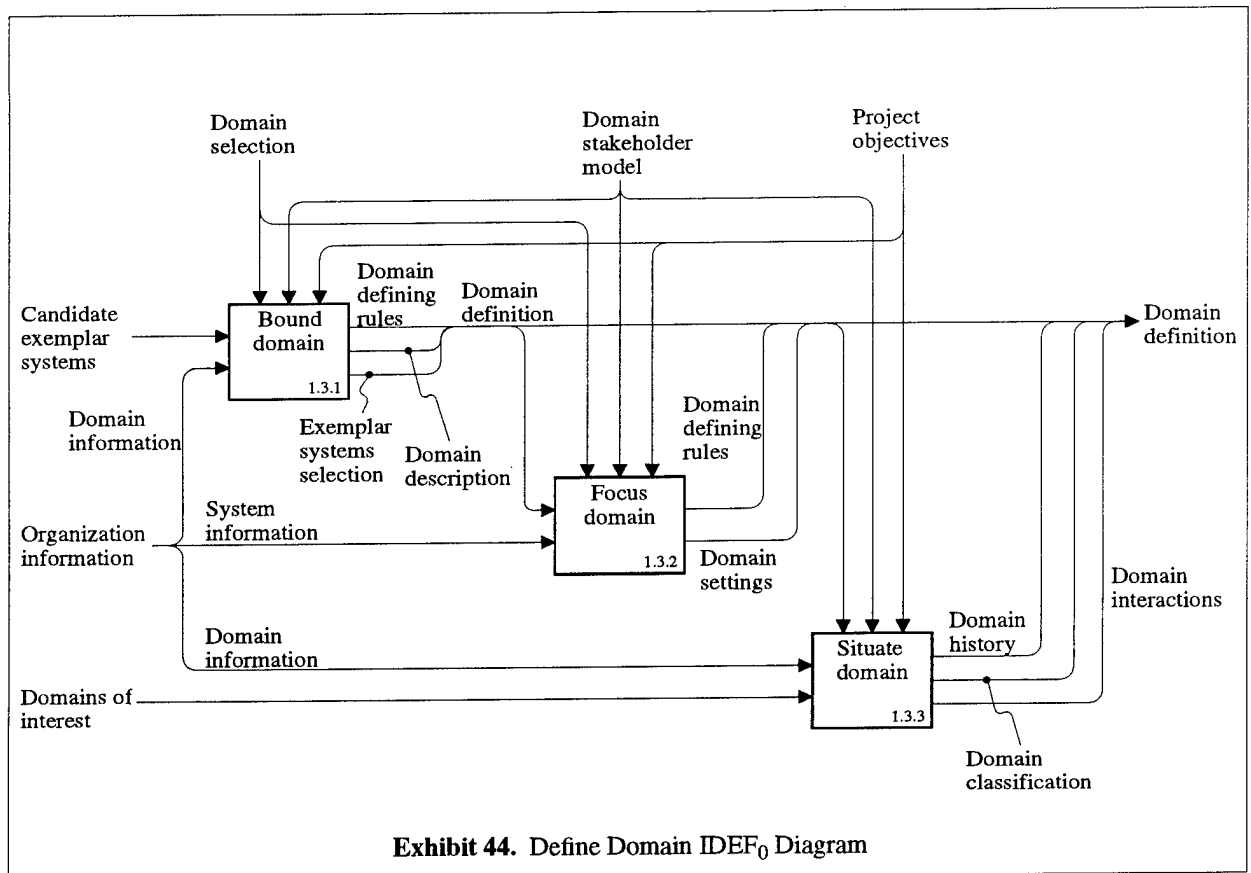 Domain
selection
Domain
stakeholder
model
Project
objectives
Candidate
exemplar
systems
Bound
domain
1.3.1
Domain
defining
rules
Domain
definition
Domain
definition
Domain
information
Exemplar
systems
selection
Domain
description
Organization
information
System
information
Focus
domain
1.3.2
Domain
defining
rules
Domain
settings
Domain
interactions
Domain
information
Domains of
interest
Situate
domain
1.3.3
Domain
history
Domain
classification
Exhibit 44. Define Domain IDEF0 Diagram